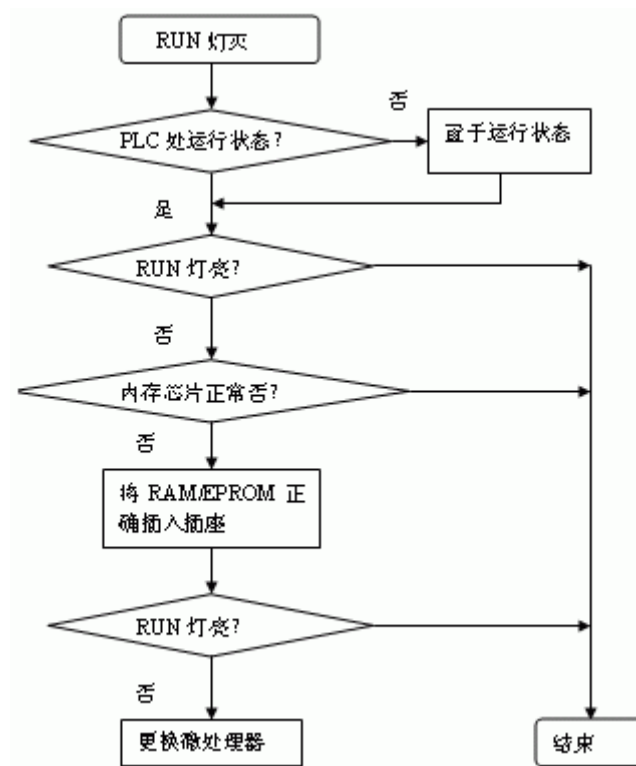 RUN 灯灭
否
PLC 处运行状态?
置于运行状态
是
RUN 灯亮?
否
内存芯片正常否?
否
将 RAM/EPROM 正
确插入插座
RUN 灯亮?
否
更换微处理器
结束